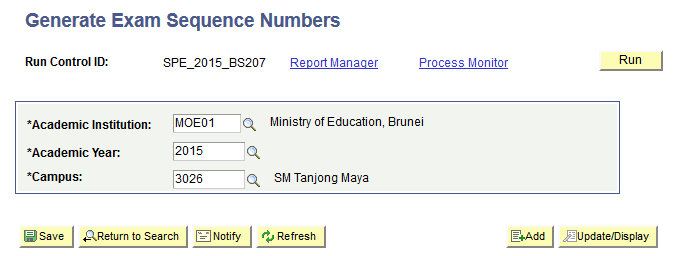 Generate Exam Sequence Numbers
Run Control ID: SPE_2015_BS207 Report Manager Process Monitor Run
*Academic Institution: MOE01 Ministry of Education, Brunei
*Academic Year: 2015
*Campus: 3026 SM Tanjong Maya
Save Return to Search Notify Refresh Add Update/Display